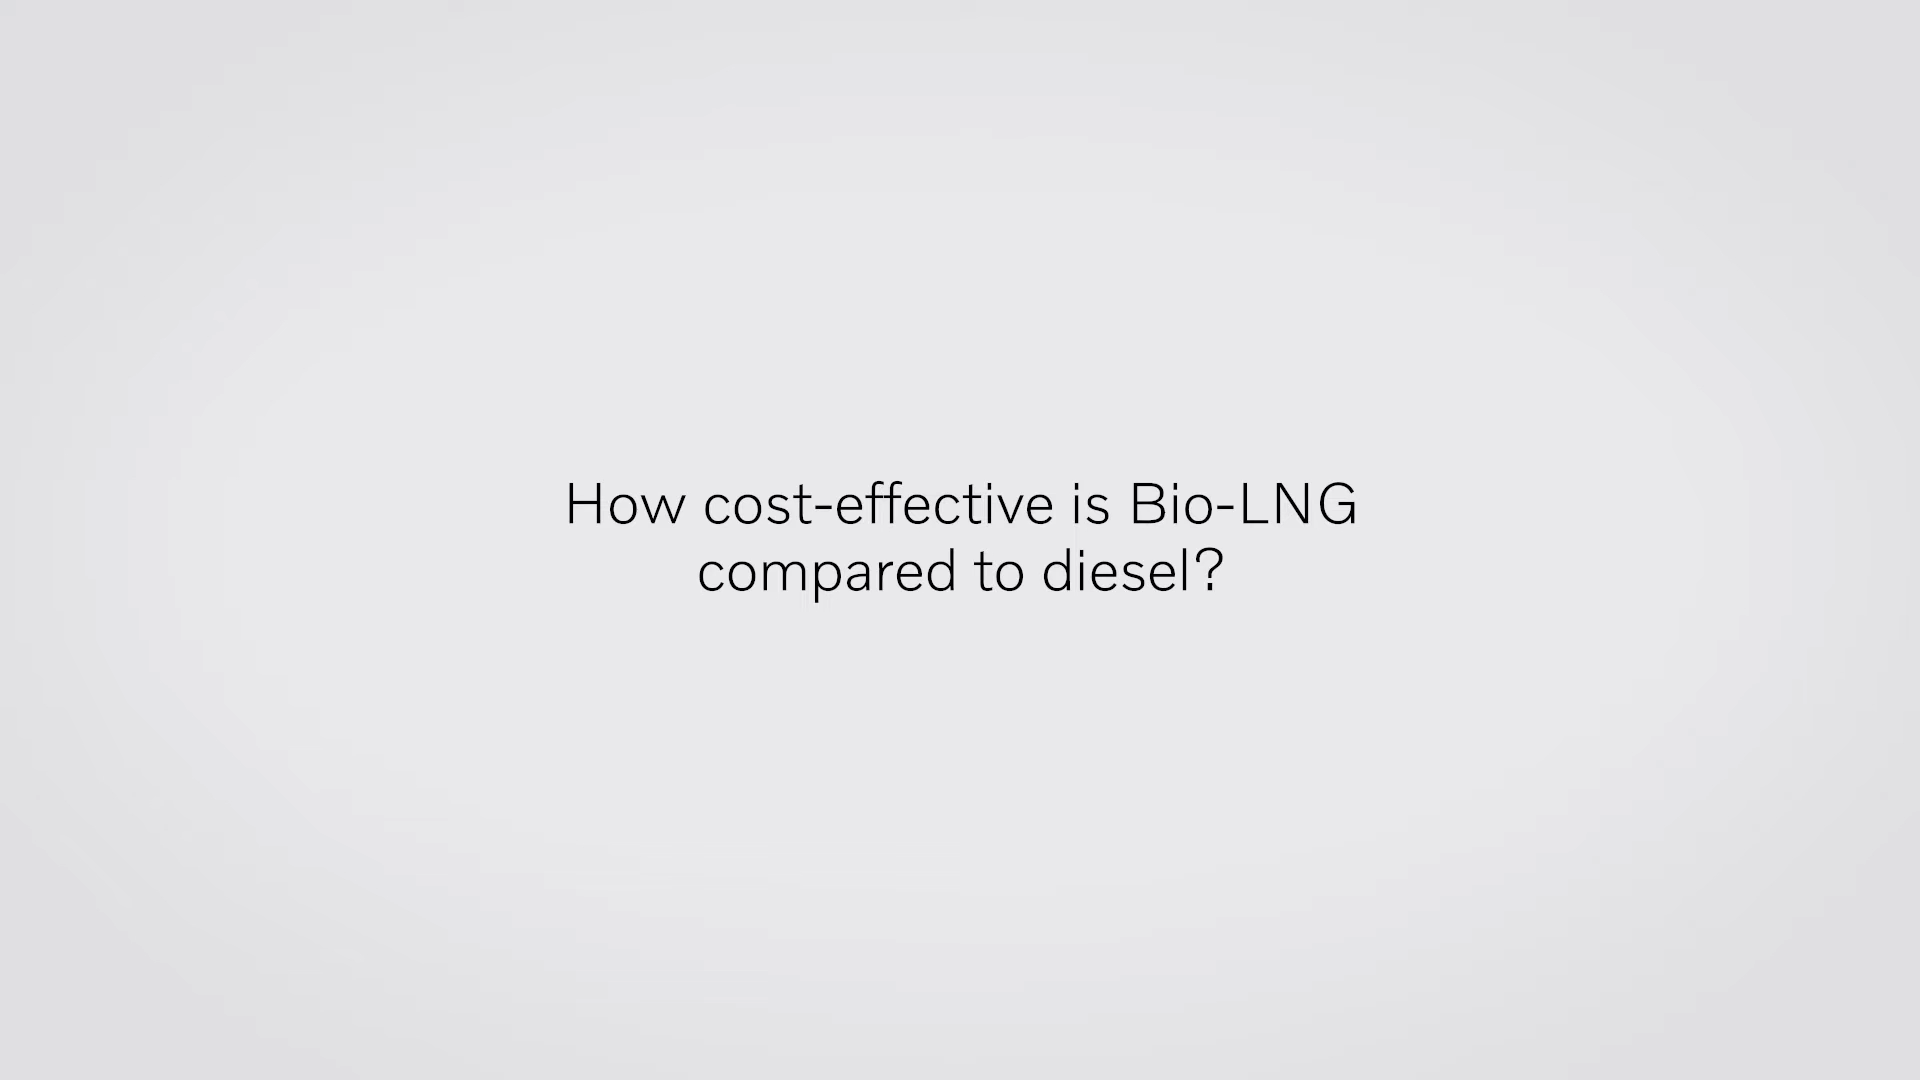 How cost-effective is Bio-LNG
compared to diesel?